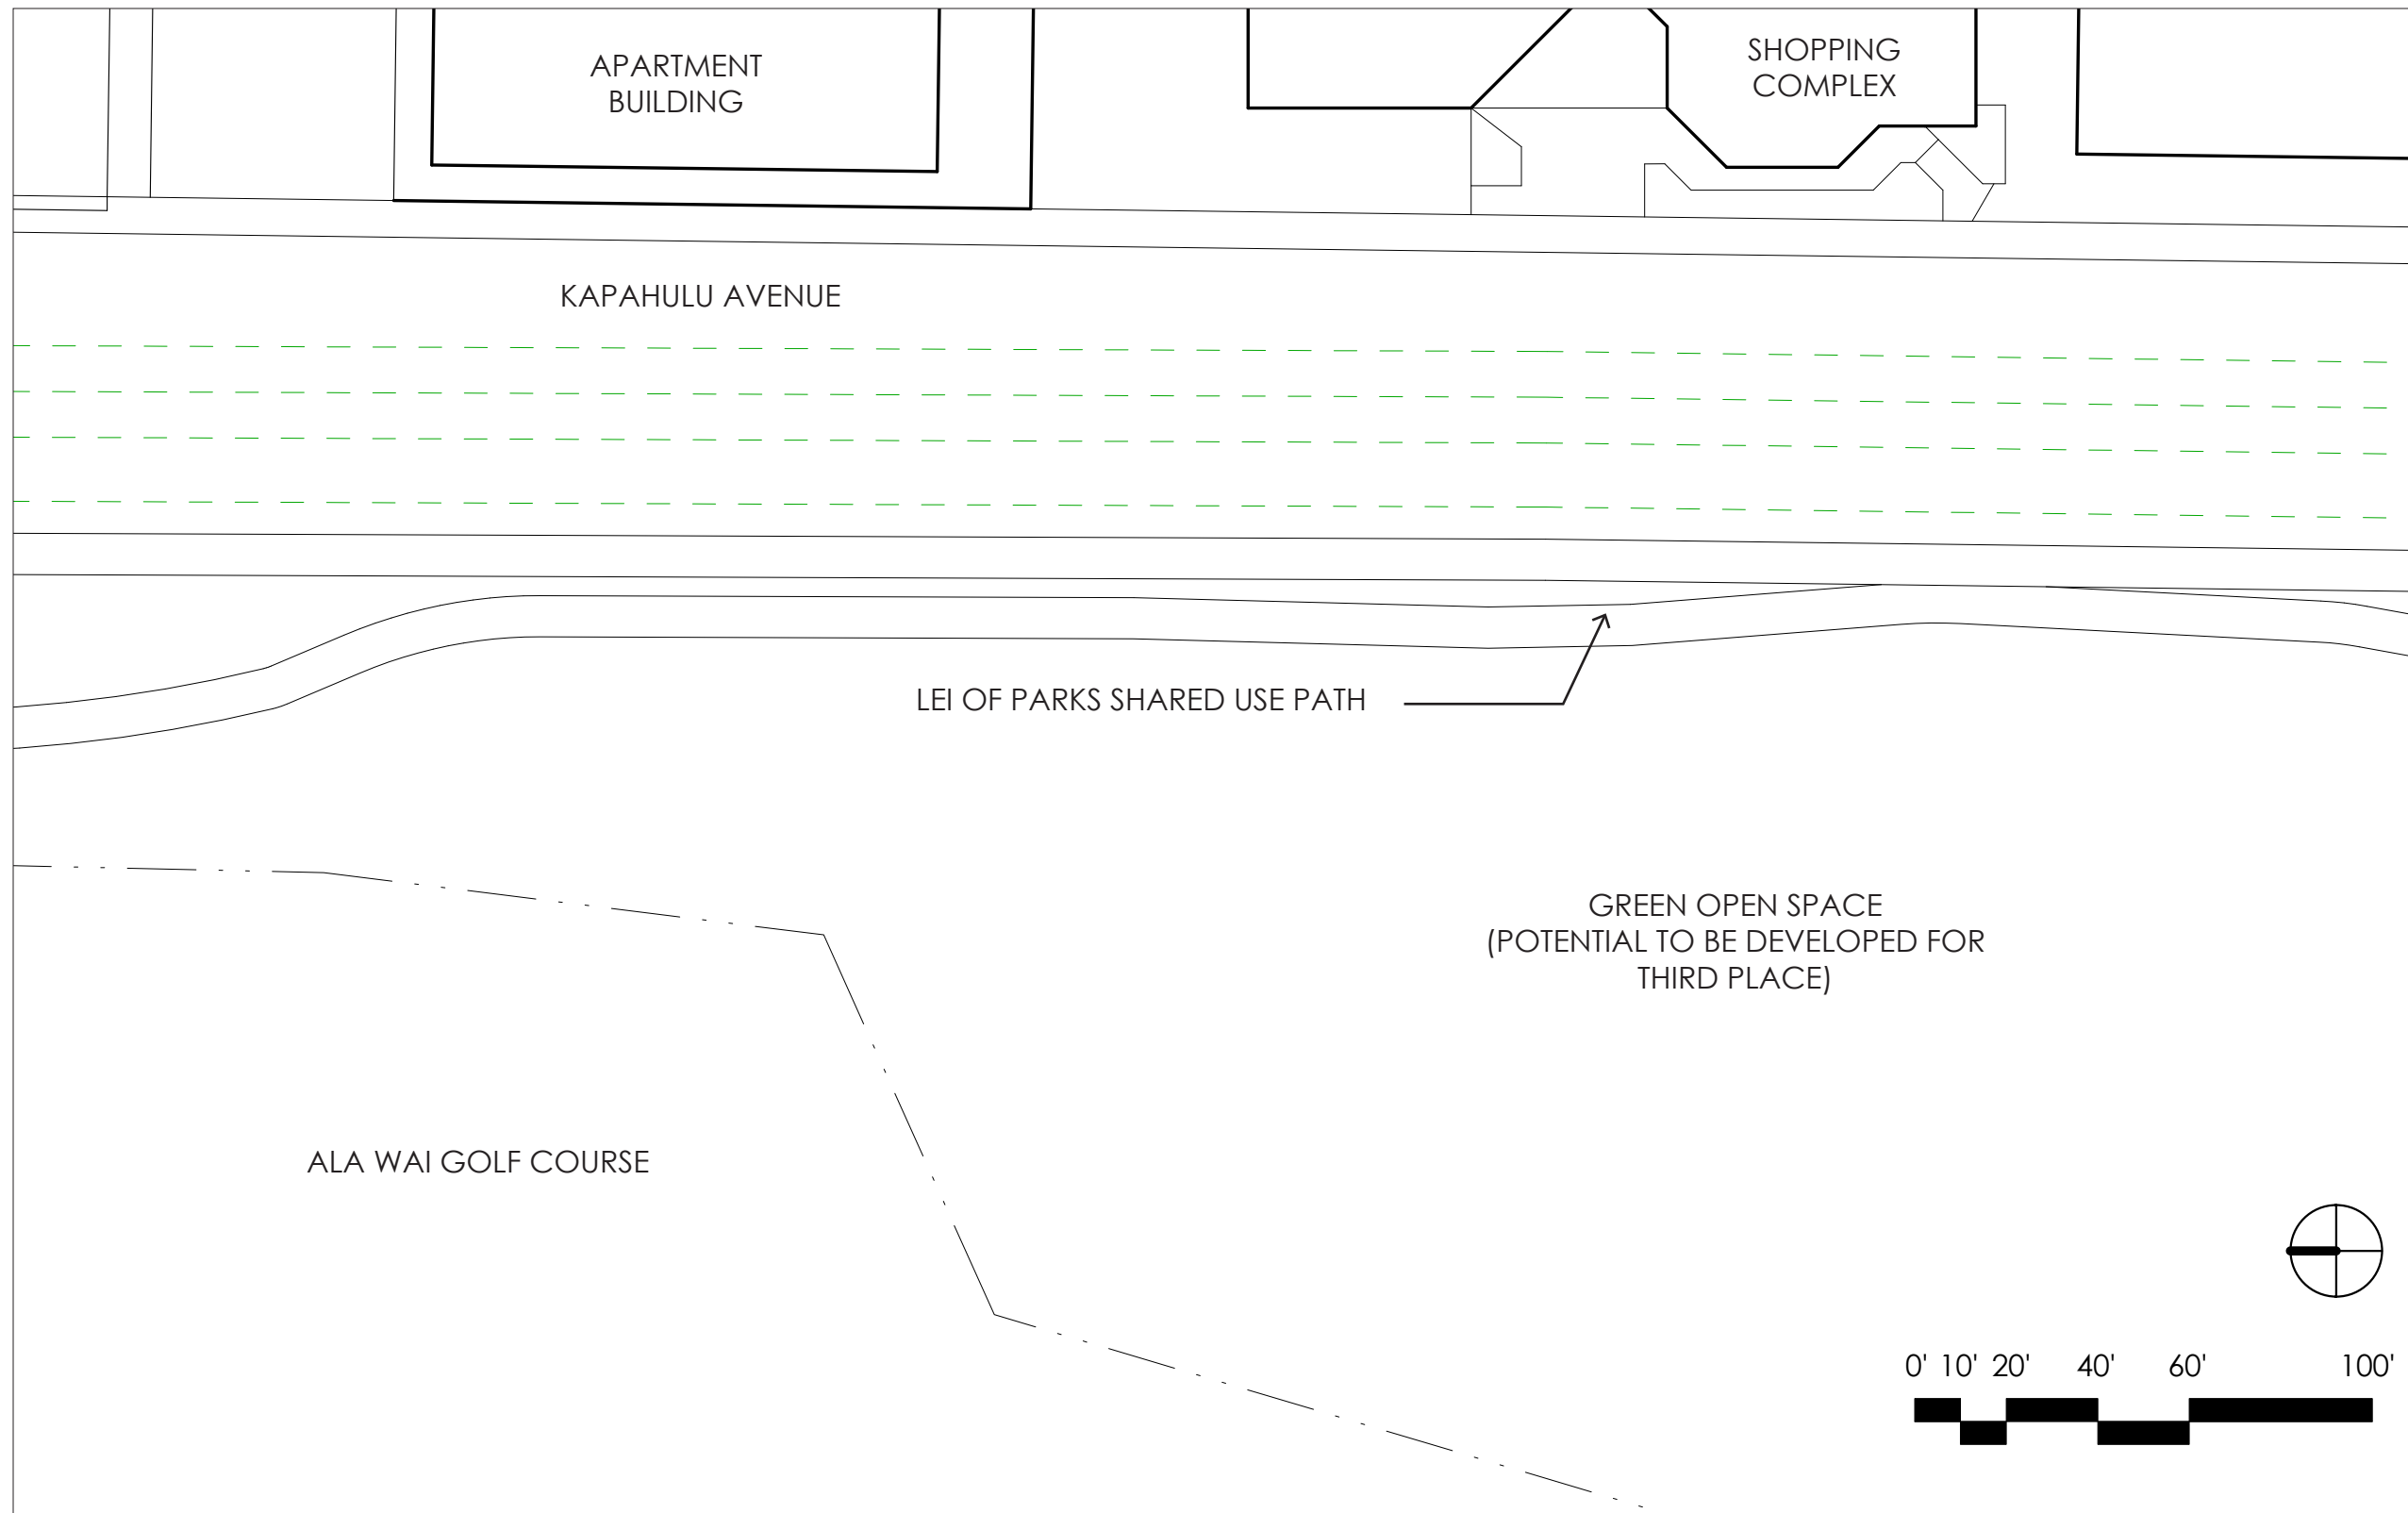 APARTMENT
BUILDING
SHOPPING
COMPLEX
KAPAHULU AVENUE
LEI OF PARKS SHARED USE PATH
GREEN OPEN SPACE
(POTENTIAL TO BE DEVELOPED FOR
THIRD PLACE)
ALA WAI GOLF COURSE
0' 10' 20' 40' 60' 100'